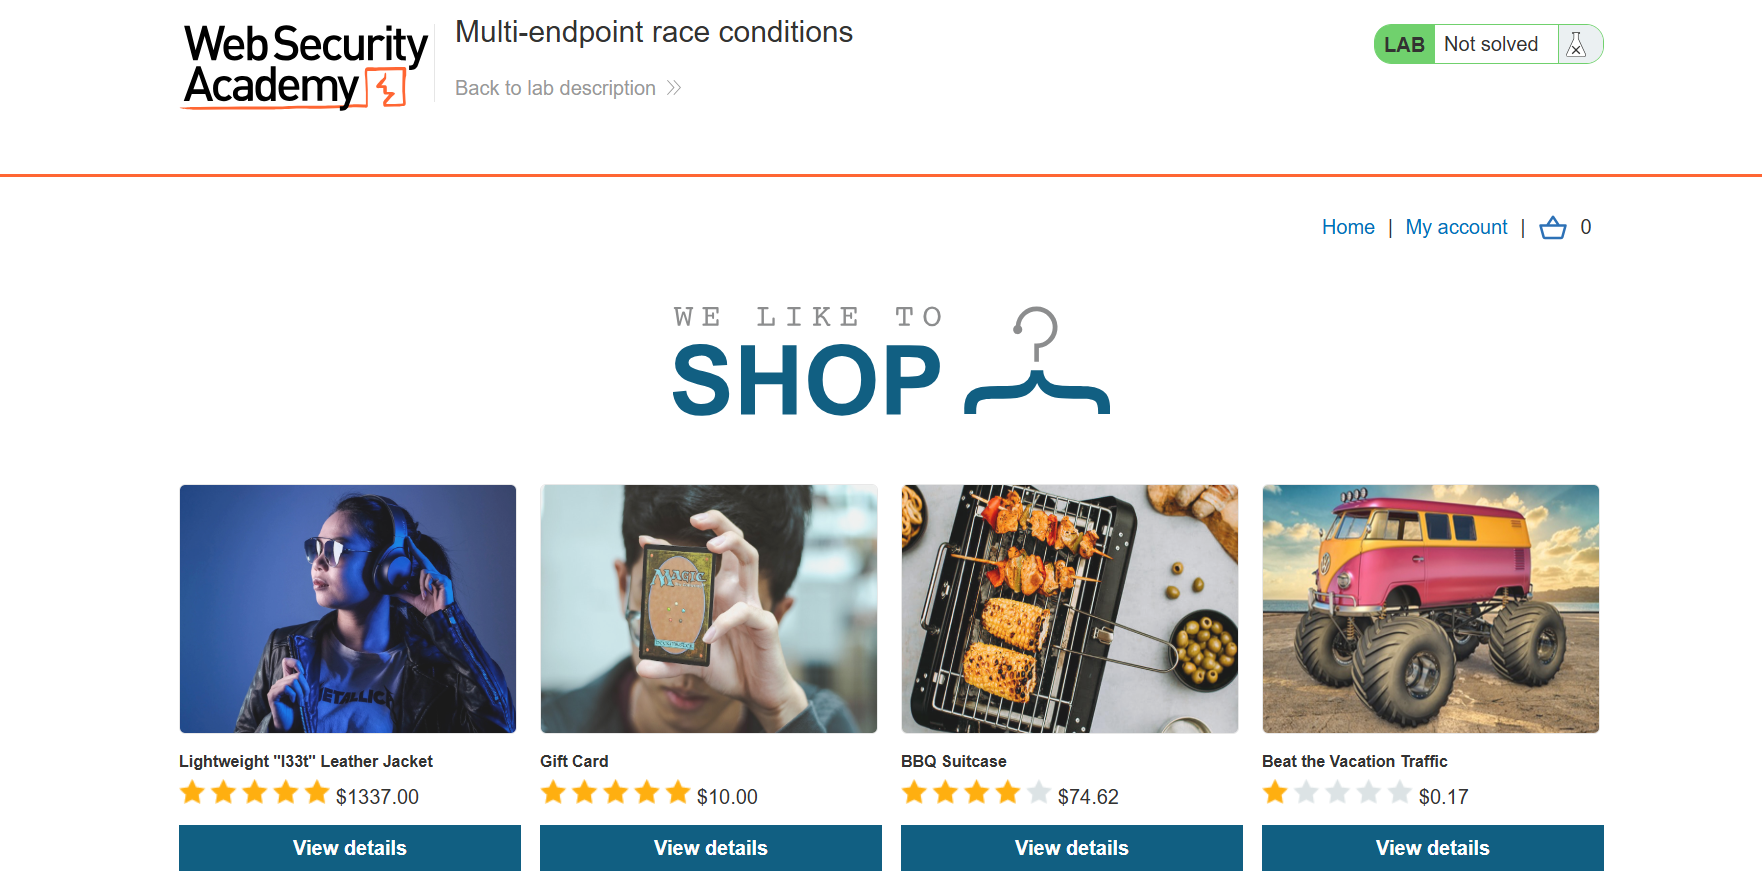 Web Security
Academy
Multi-endpoint race conditions
Back to lab description
LAB Not solved
Home | My account | 0
WE LIKE TO
SHOP
MAGIC
METALLICA
Lightweight "l33t" Leather Jacket
$1337.00
View details
Gift Card
$10.00
View details
BBQ Suitcase
$74.62
View details
Beat the Vacation Traffic
$0.17
View details